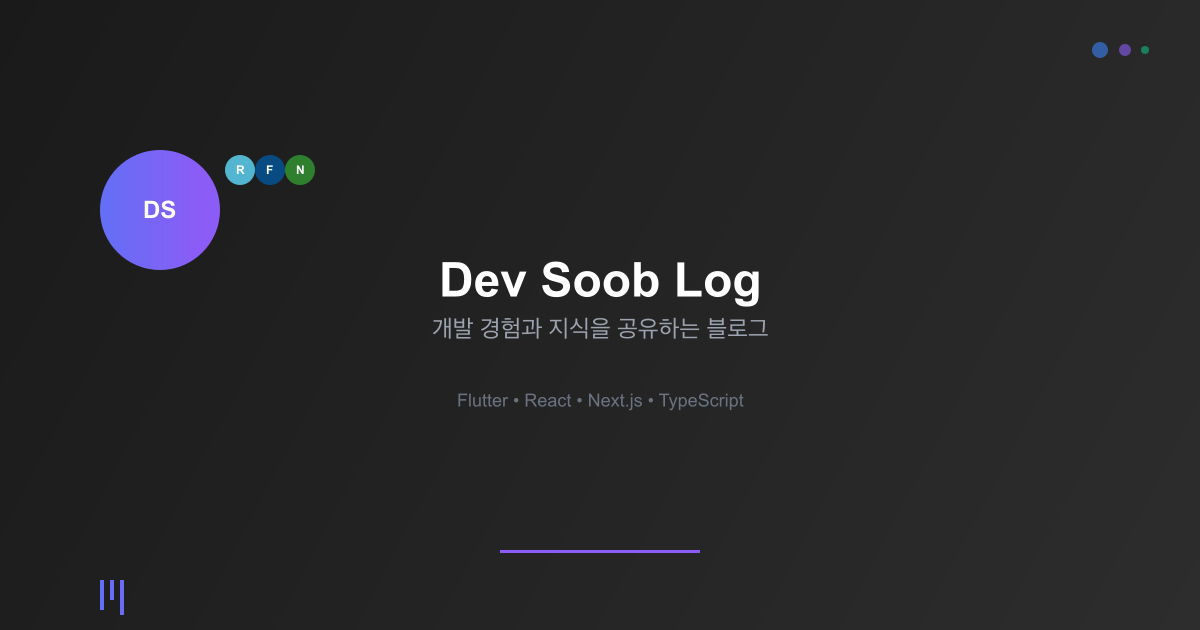 R F N
DS
Dev Soob Log
개발 경험과 지식을 공유하는 블로그
Flutter • React • Next.js • TypeScript